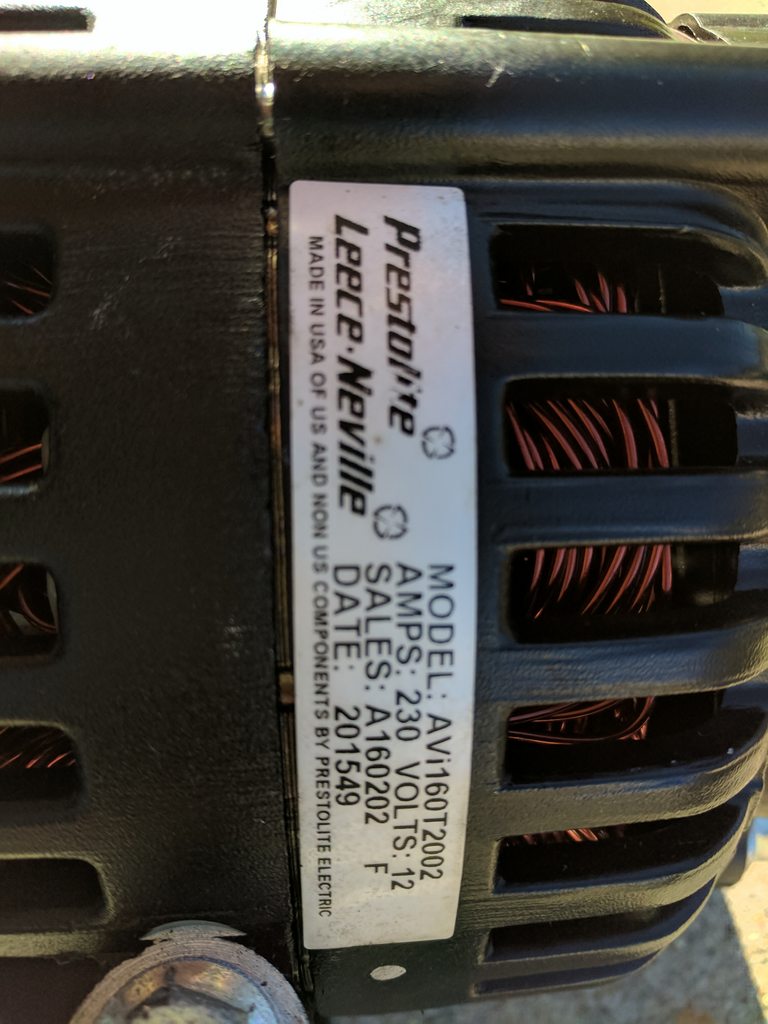 Prestolite
Leece-Neville
MODEL: AVi160T2002
AMPS: 230 VOLTS: 12
SALES: A160202 F
DATE: 201549
MADE IN USA OF US AND NON US COMPONENTS BY PRESTOLITE ELECTRIC